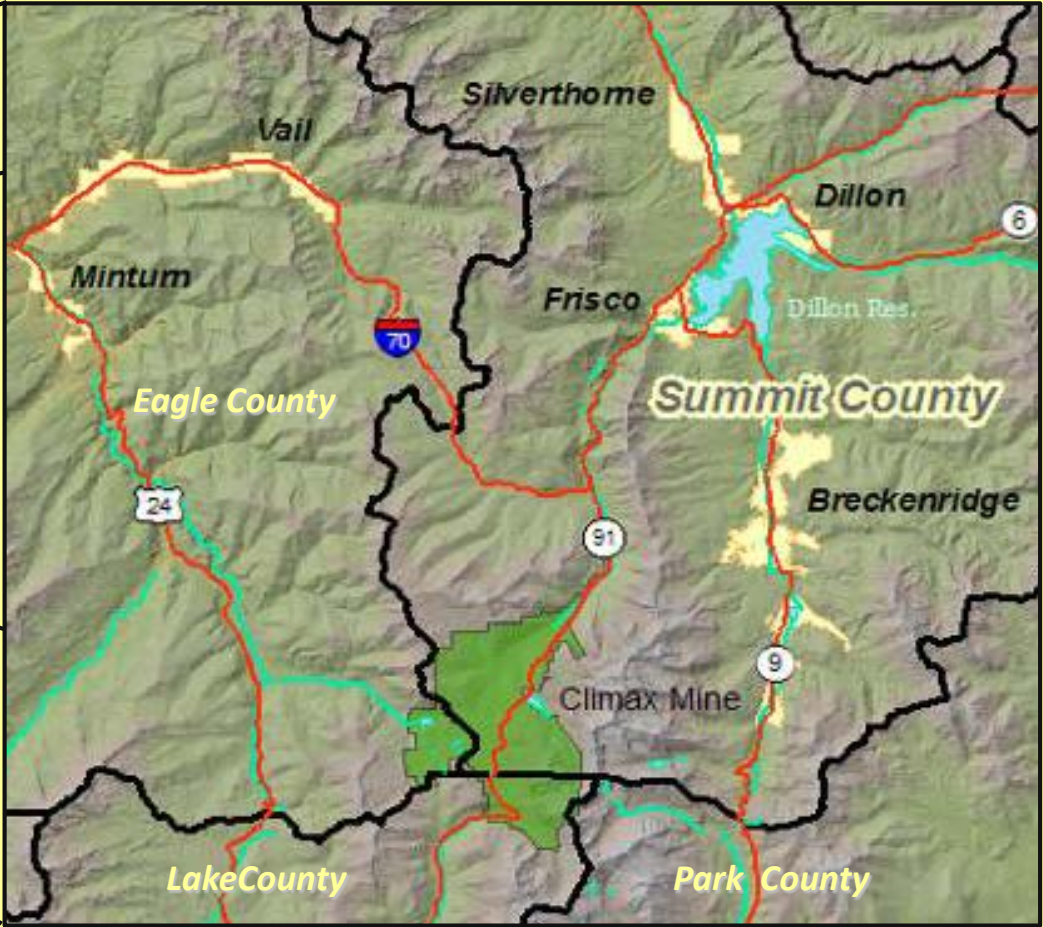 Silverthorne
Vail
Dillon
6
Minturn
Frisco
Dillon Res.
70
Eagle County
Summit County
24
Breckenridge
91
9
Climax Mine
LakeCounty
Park County